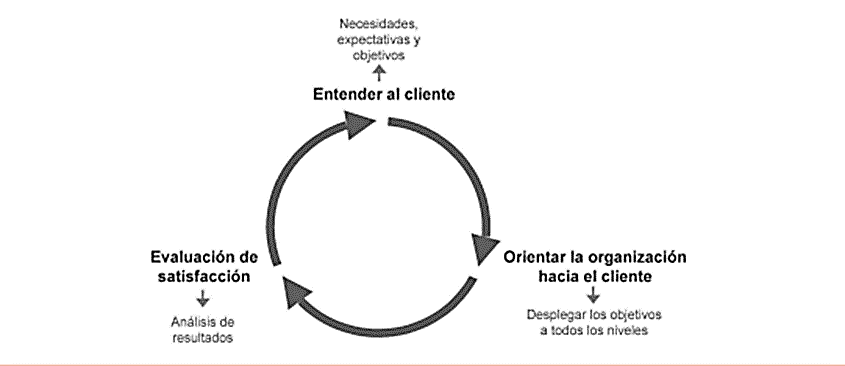 Necesidades,
expectativas y
objetivos
Entender al cliente
Orientar la organización
hacia el cliente
Desplegar los objetivos
a todos los niveles
Evaluación de
satisfacción
Análisis de
resultados